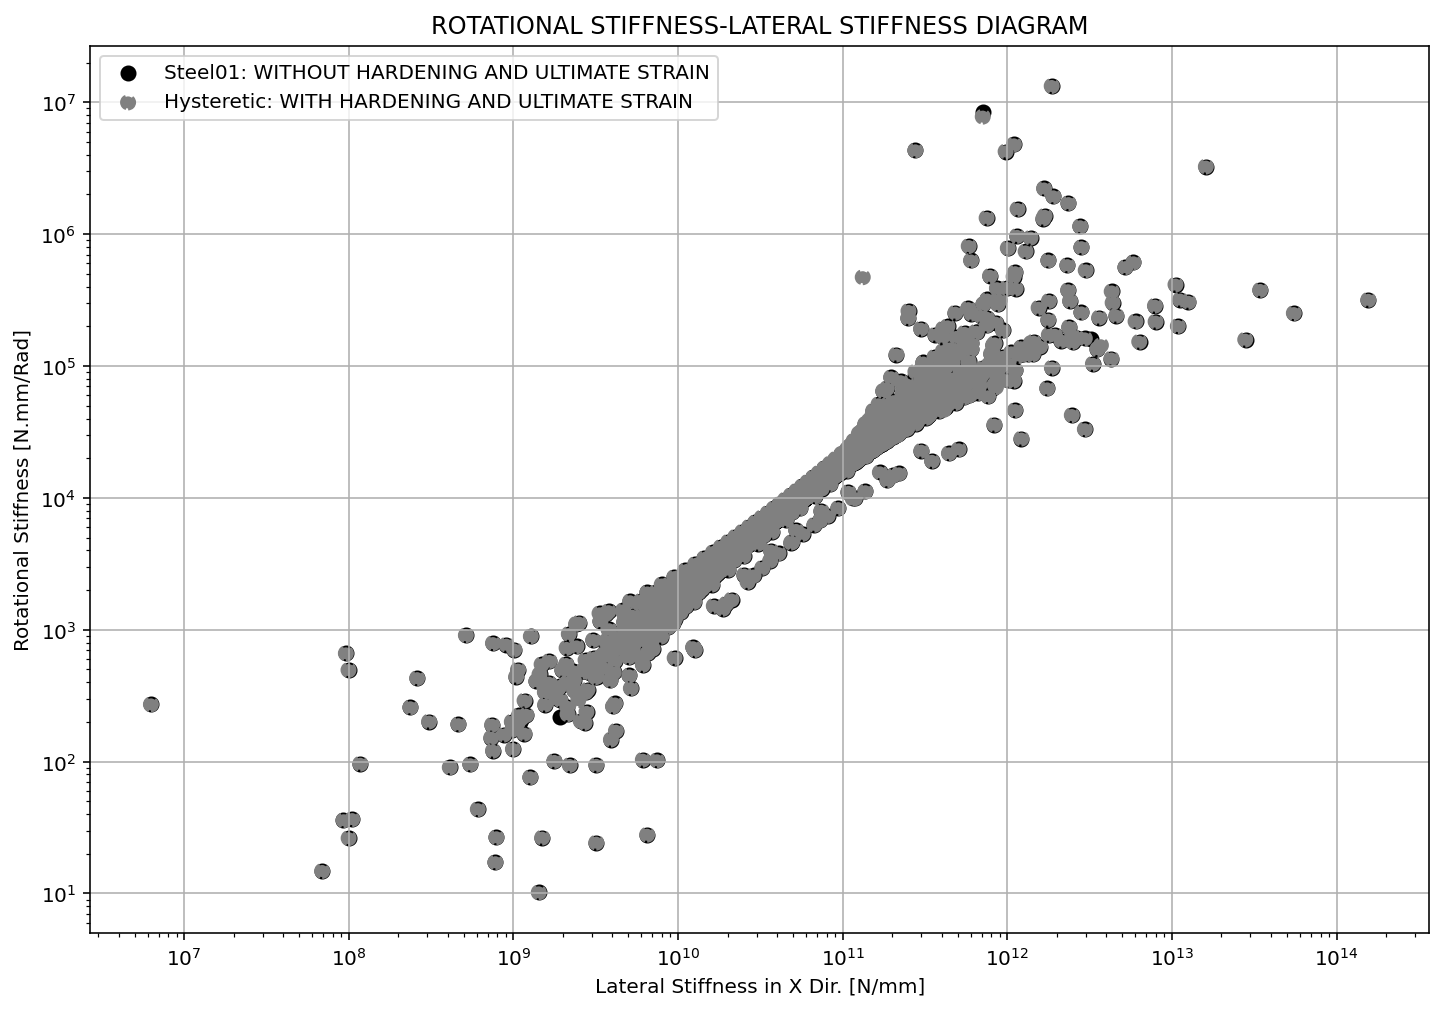 ROTATIONAL STIFFNESS-LATERAL STIFFNESS DIAGRAM
Steel01: WITHOUT HARDENING AND ULTIMATE STRAIN
Hysteretic: WITH HARDENING AND ULTIMATE STRAIN
Rotational Stiffness [N.mm/Rad]
10⁷
10⁶
10⁵
10⁴
10³
10²
10¹
10⁷ 10⁸ 10⁹ 10¹⁰ 10¹¹ 10¹² 10¹³ 10¹⁴
Lateral Stiffness in X Dir. [N/mm]